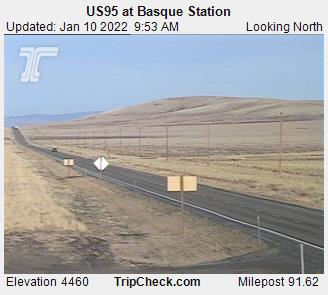 US95 at Basque Station
Updated: Jan 10 2022 9:53 AM Looking North
Elevation 4460 TripCheck.com Milepost 91.62